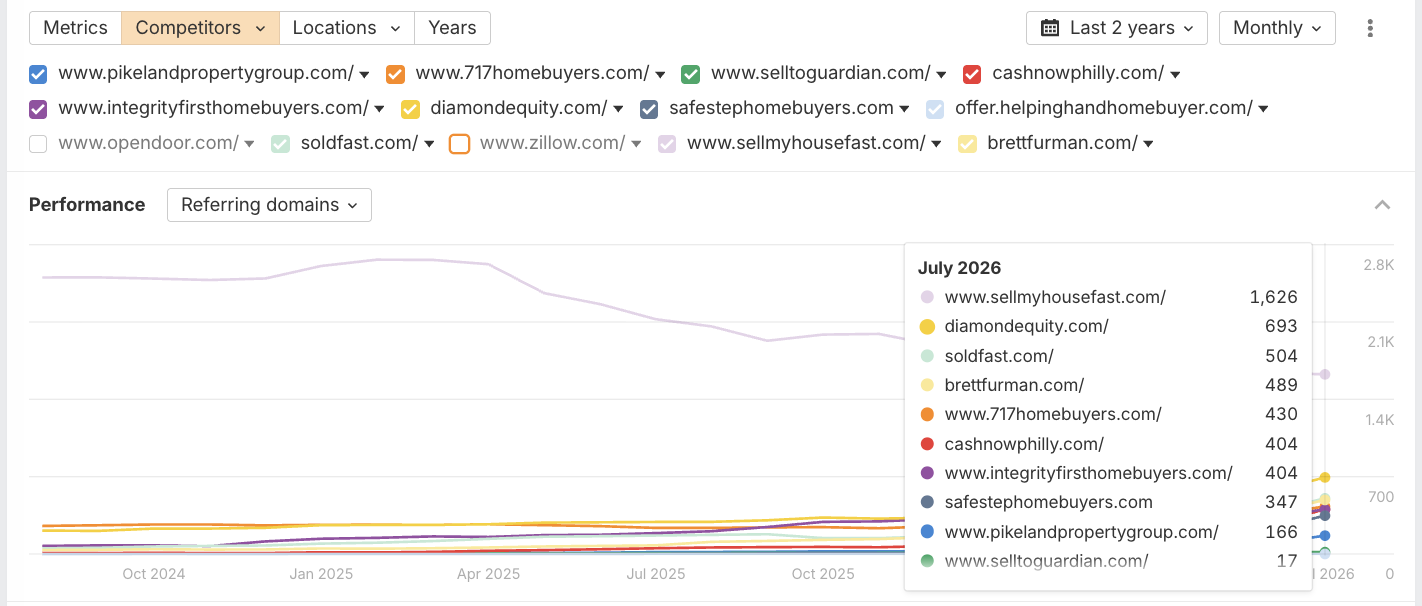 Metrics Competitors Locations Years Last 2 years Monthly
www.pikelandpropertygroup.com/ www.717homebuyers.com/ www.selltoguardian.com/ cashnowphilly.com/
www.integrityfirsthomebuyers.com/ diamondequity.com/ safestephomebuyers.com offer.helpinghandhomebuyer.com/
www.opendoor.com/ soldfast.com/ www.zillow.com/ www.sellmyhousefast.com/ brettfurman.com/
Performance Referring domains
July 2026
www.sellmyhousefast.com/ 1,626
diamondequity.com/ 693
soldfast.com/ 504
brettfurman.com/ 489
www.717homebuyers.com/ 430
cashnowphilly.com/ 404
www.integrityfirsthomebuyers.com/ 404
safestephomebuyers.com 347
www.pikelandpropertygroup.com/ 166
www.selltoguardian.com/ 17
2.8K
2.1K
1.4K
700
Oct 2024 Jan 2025 Apr 2025 Jul 2025 Oct 2025 2026 0